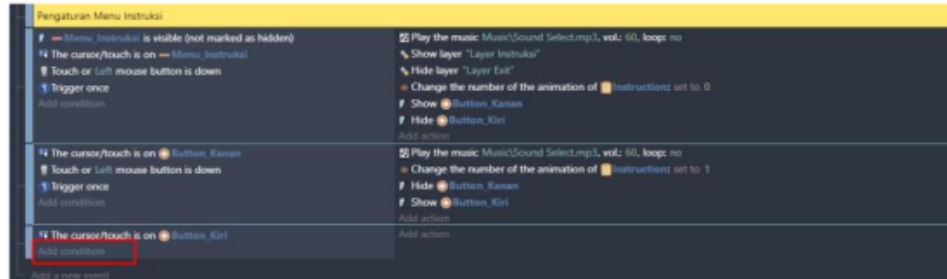 Pengaturan Menu Instruksi
Menu_Instruksi is visible (not marked as hidden)
The cursor/touch is on Menu_Instruksi
Touch or Left mouse button is down
Trigger once
Add condition
Play the music Music\Sound Select.mp3, vol.: 60, loop: no
Show layer "Layer Instruksi"
Hide layer "Layer Exit"
Change the number of the animation of Instruction: set to 0
Show Button_Kanan
Hide Button_Kiri
Add action
The cursor/touch is on Button_Kanan
Touch or Left mouse button is down
Trigger once
Add condition
Play the music Music\Sound Select.mp3, vol.: 60, loop: no
Change the number of the animation of Instruction: set to 1
Hide Button_Kanan
Show Button_Kiri
Add action
The cursor/touch is on Button_Kiri
Add condition
Add action
Add a new event